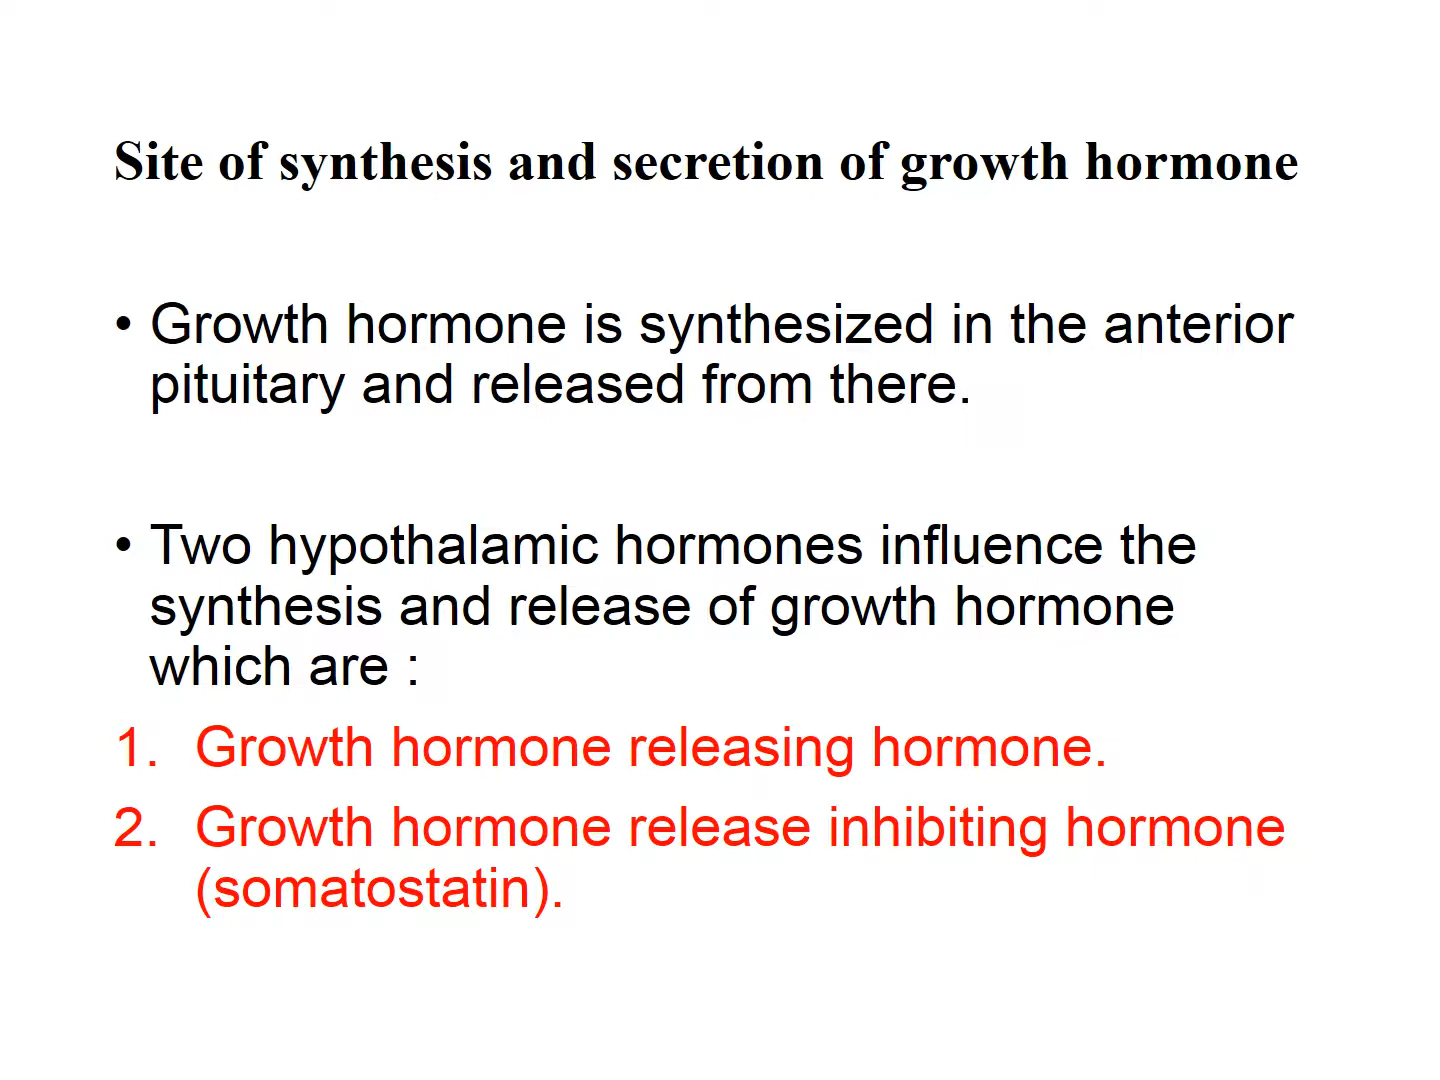 Site of synthesis and secretion of growth hormone
• Growth hormone is synthesized in the anterior
pituitary and released from there.
• Two hypothalamic hormones influence the
synthesis and release of growth hormone
which are :
1. Growth hormone releasing hormone.
2. Growth hormone release inhibiting hormone
(somatostatin).